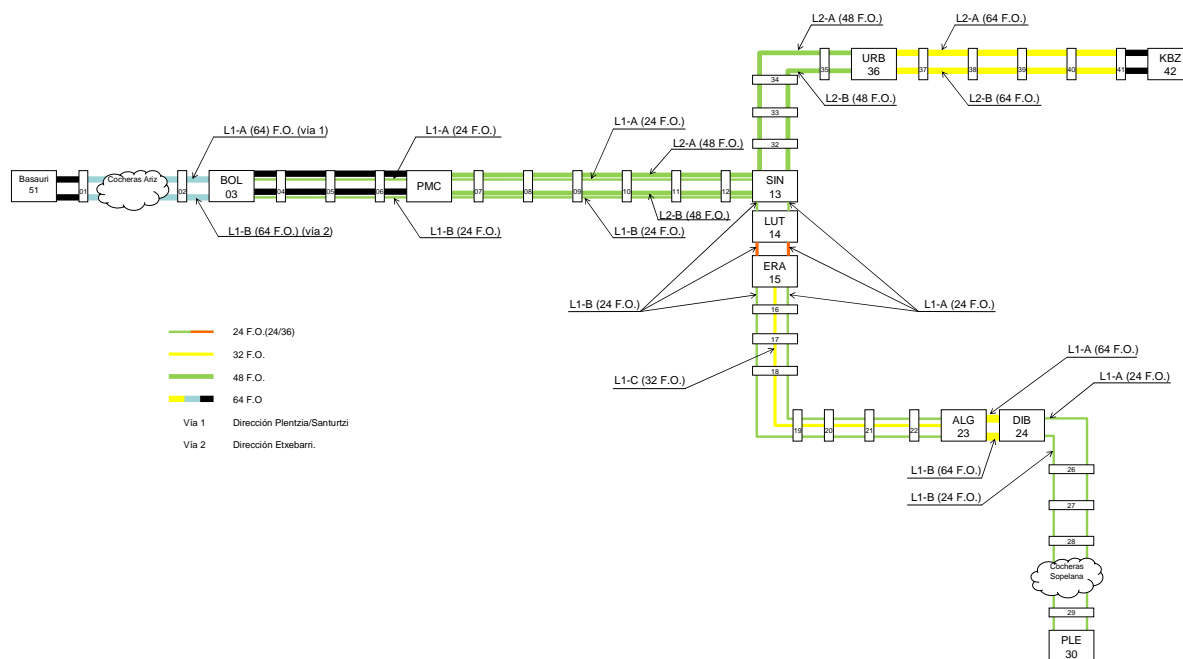 L2-A (48 F.O.)
L2-A (64 F.O.)
URB
36
35
37
38
39
40
41
KBZ
42
34
L2-B (48 F.O.)
L2-B (64 F.O.)
33
L1-A (24 F.O.)
L1-A (64) F.O. (vía 1)
L1-A (24 F.O.)
L2-A (48 F.O.)
32
Basauri
51
01
Cocheras Ariz
02
BOL
03
04
05
06
PMC
07
08
09
10
11
12
SIN
13
L2-B (48 F.O.)
L1-B (64 F.O.) (vía 2)
L1-B (24 F.O.)
L1-B (24 F.O.)
LUT
14
ERA
15
L1-B (24 F.O.)
L1-A (24 F.O.)
16
24 F.O.(24/36)
17
32 F.O.
L1-A (64 F.O.)
18
48 F.O.
L1-C (32 F.O.)
L1-A (24 F.O.)
64 F.O
Vía 1 Dirección Plentzia/Santurtzi
Vía 2 Dirección Etxebarri.
19
20
21
22
ALG
23
DIB
24
L1-B (64 F.O.)
L1-B (24 F.O.)
26
27
28
Cocheras
Sopelana
29
PLE
30